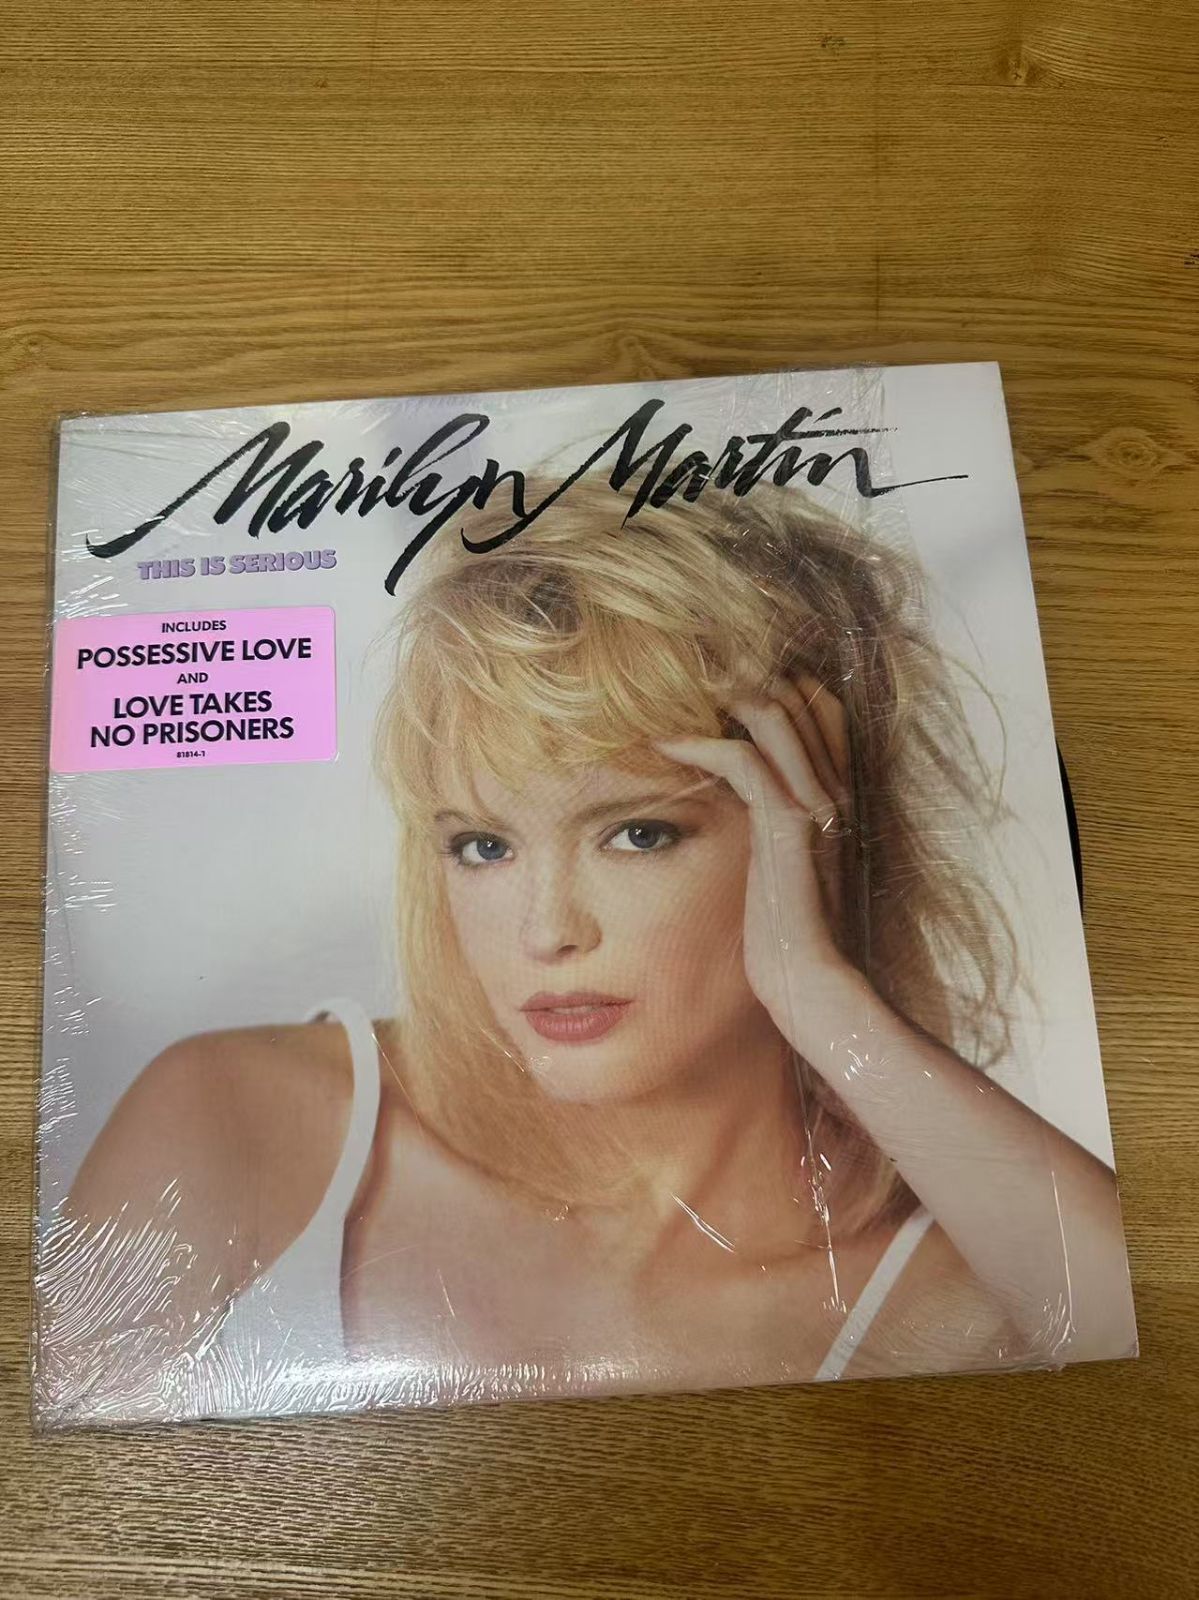 Marilyn Martin
THIS IS SERIOUS
INCLUDES
POSSESSIVE LOVE
AND
LOVE TAKES
NO PRISONERS
81814-1